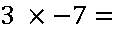 3 × −7 =